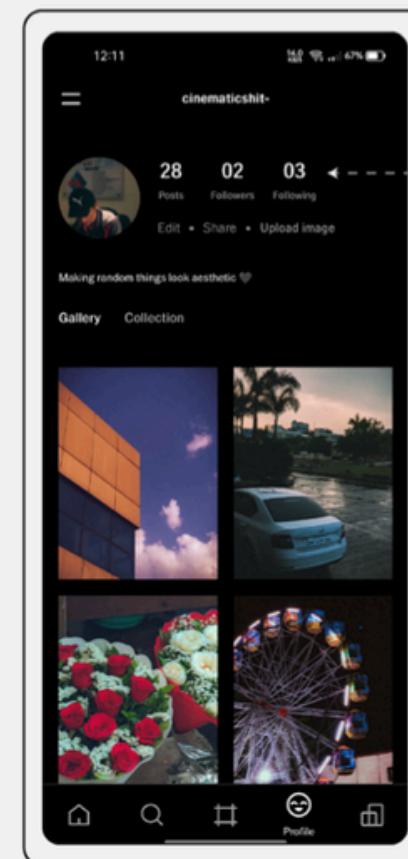 12:11
67%
cinematicshit-
28 02 03
Posts Followers Following
Edit • Share • Upload image
Making random things look aesthetic 🖤
Gallery Collection
Profile